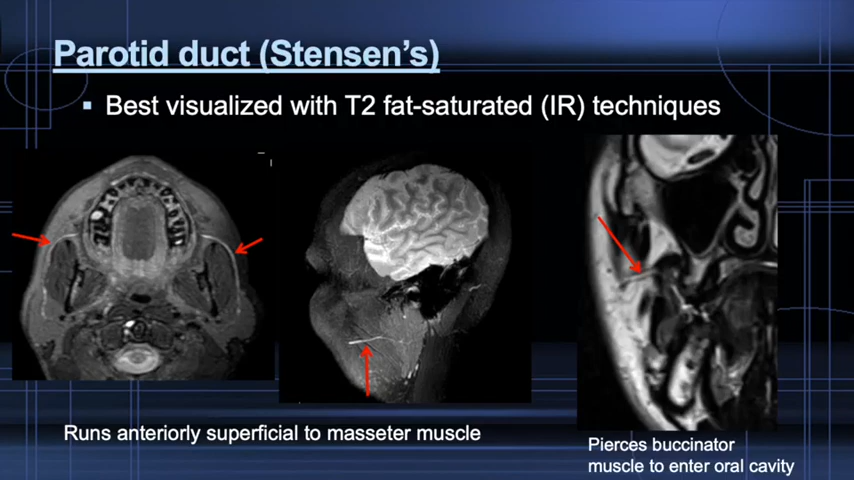 Parotid duct (Stensen's)
▪ Best visualized with T2 fat-saturated (IR) techniques
Runs anteriorly superficial to masseter muscle
Pierces buccinator
muscle to enter oral cavity